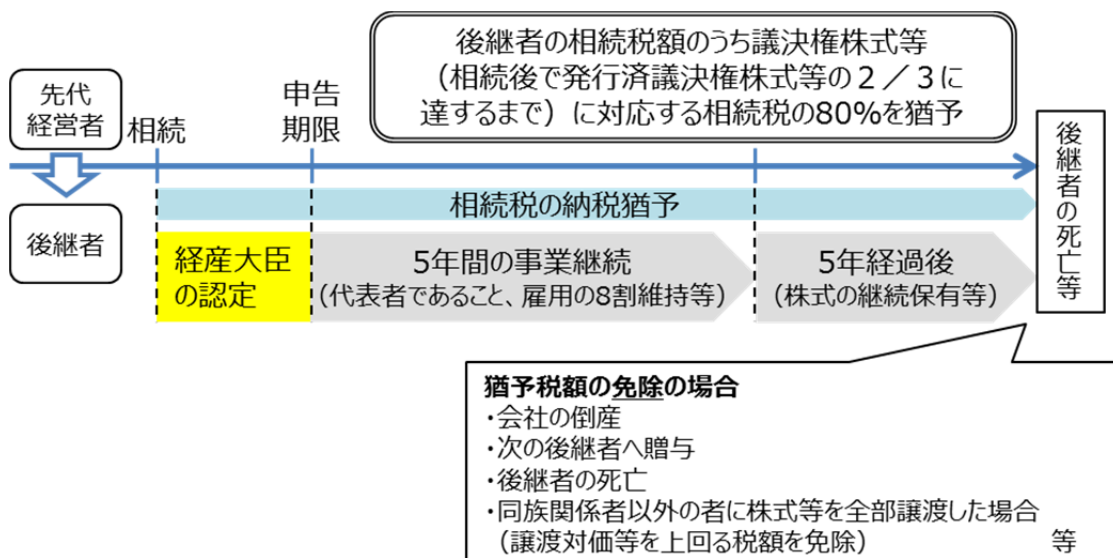 後継者の相続税額のうち議決権株式等
(相続後で発行済議決権株式等の2/3に
達するまで)に対応する相続税の80%を猶予
先代
経営者
相続
申告
期限
後継者
相続税の納税猶予
経産大臣
の認定
5年間の事業継続
(代表者であること、雇用の8割維持等)
5年経過後
(株式の継続保有等)
後継者の死亡等
猶予税額の免除の場合
・会社の倒産
・次の後継者へ贈与
・後継者の死亡
・同族関係者以外の者に株式等を全部譲渡した場合
(譲渡対価等を上回る税額を免除) 等